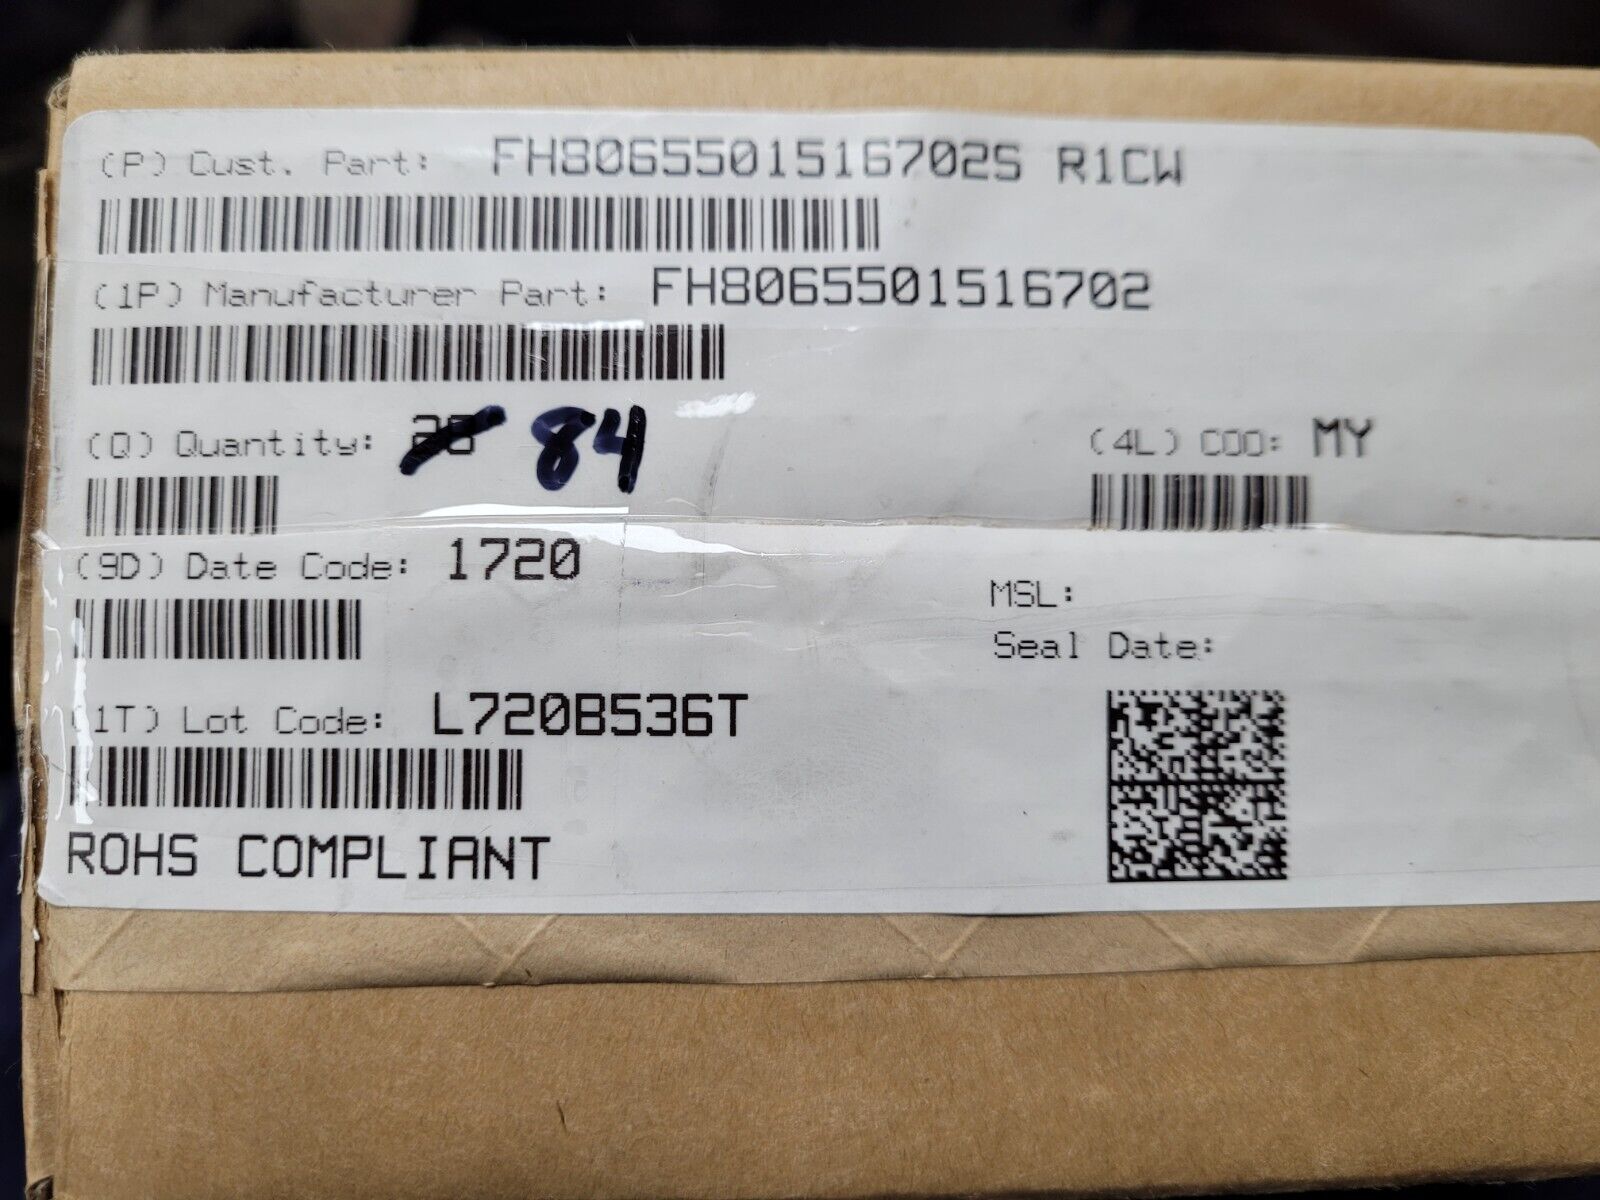 (P) Cust. Part: FH8065501516702S R1CW
(1P) Manufacturer Part: FH8065501516702
(Q) Quantity: 84
(4L) COO: MY
(9D) Date Code: 1720
MSL:
Seal Date:
(1T) Lot Code: L720B536T
ROHS COMPLIANT